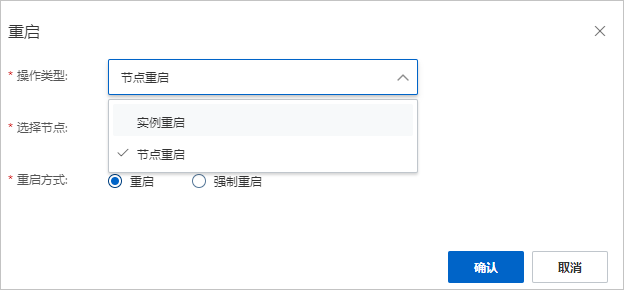 重启
* 操作类型:
节点重启
实例重启
* 选择节点:
节点重启
* 重启方式:
重启
强制重启
确认
取消